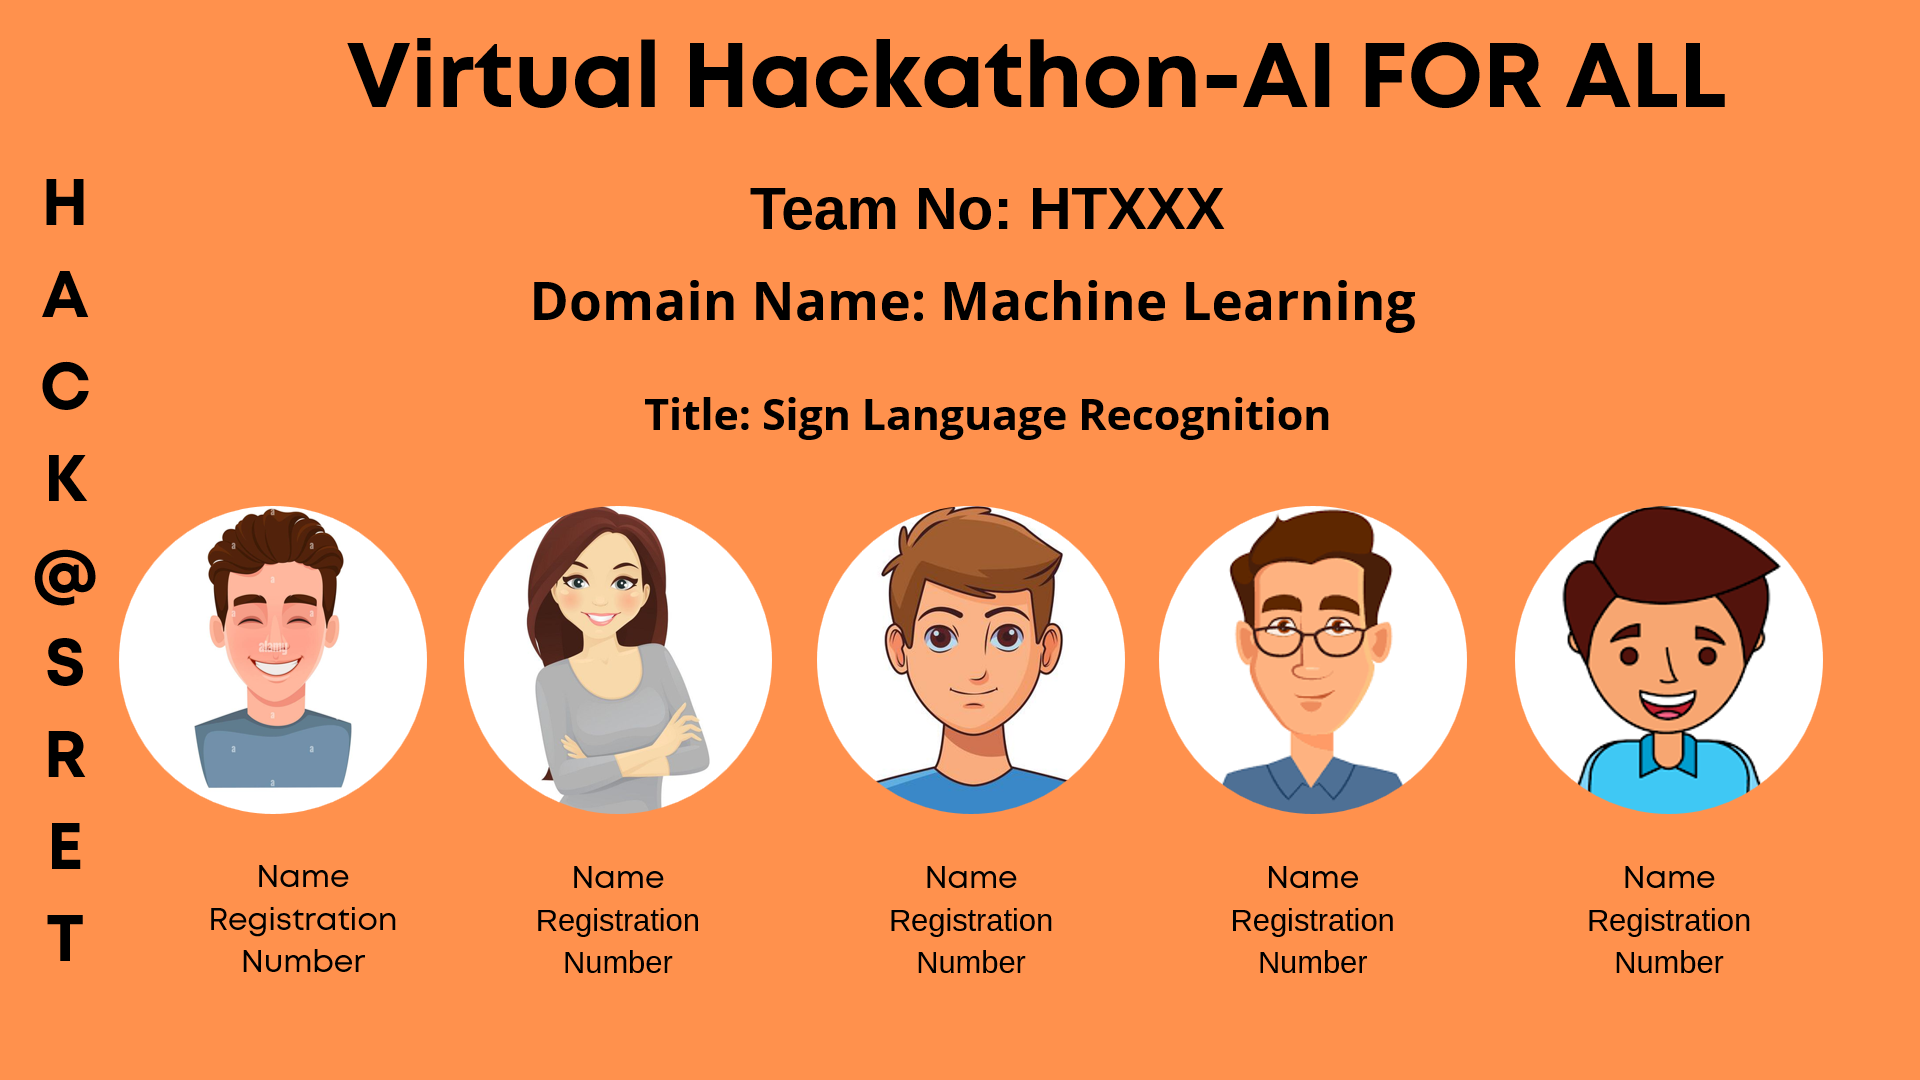 Virtual Hackathon-AI FOR ALL
H
A
C
K
@
S
R
E
T
Team No: HTXXX
Domain Name: Machine Learning
Title: Sign Language Recognition
a
a a
a
a a
alamy
a
a a
a
Name
Registration
Number
Name
Registration
Number
Name
Registration
Number
Name
Registration
Number
Name
Registration
Number